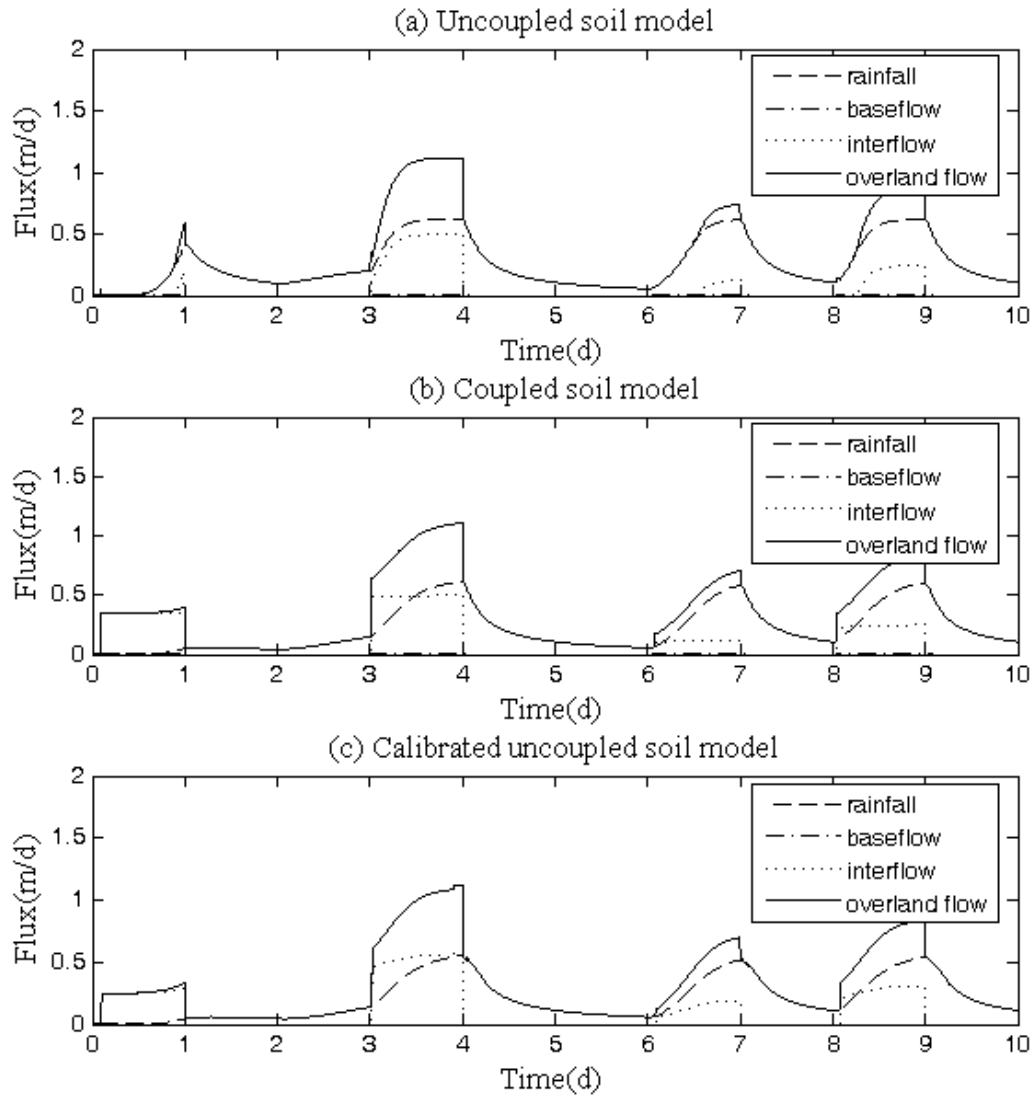 (a) Uncoupled soil model
Flux(m/d)
2
1.5
1
0.5
0
rainfall
baseflow
interflow
overland flow
0 1 2 3 4 5 6 7 8 9 10
Time(d)
(b) Coupled soil model
Flux(m/d)
2
1.5
1
0.5
0
rainfall
baseflow
interflow
overland flow
0 1 2 3 4 5 6 7 8 9 10
Time(d)
(c) Calibrated uncoupled soil model
Flux(m/d)
2
1.5
1
0.5
0
rainfall
baseflow
interflow
overland flow
0 1 2 3 4 5 6 7 8 9 10
Time(d)